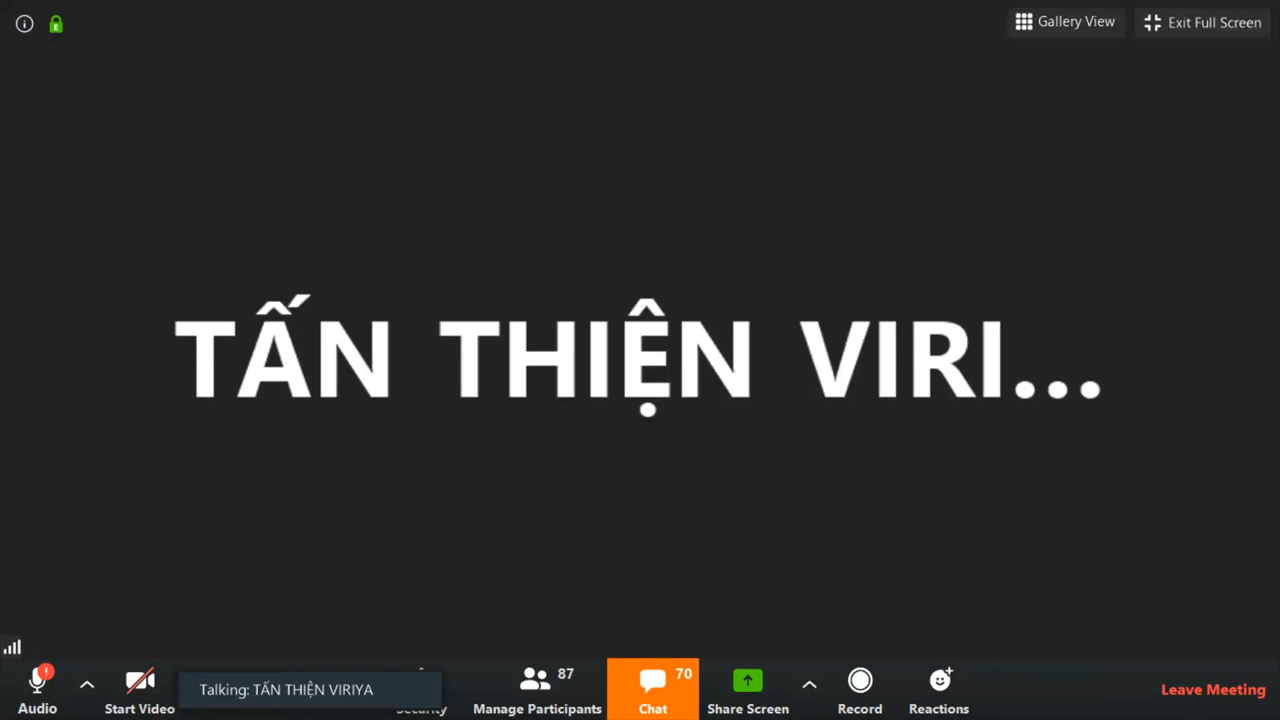 Gallery View
Exit Full Screen
TẤN THIỆN VIRI...
87
70
Talking: TẤN THIỆN VIRIYA
Audio
Start Video
Security
Manage Participants
Chat
Share Screen
Record
Reactions
Leave Meeting